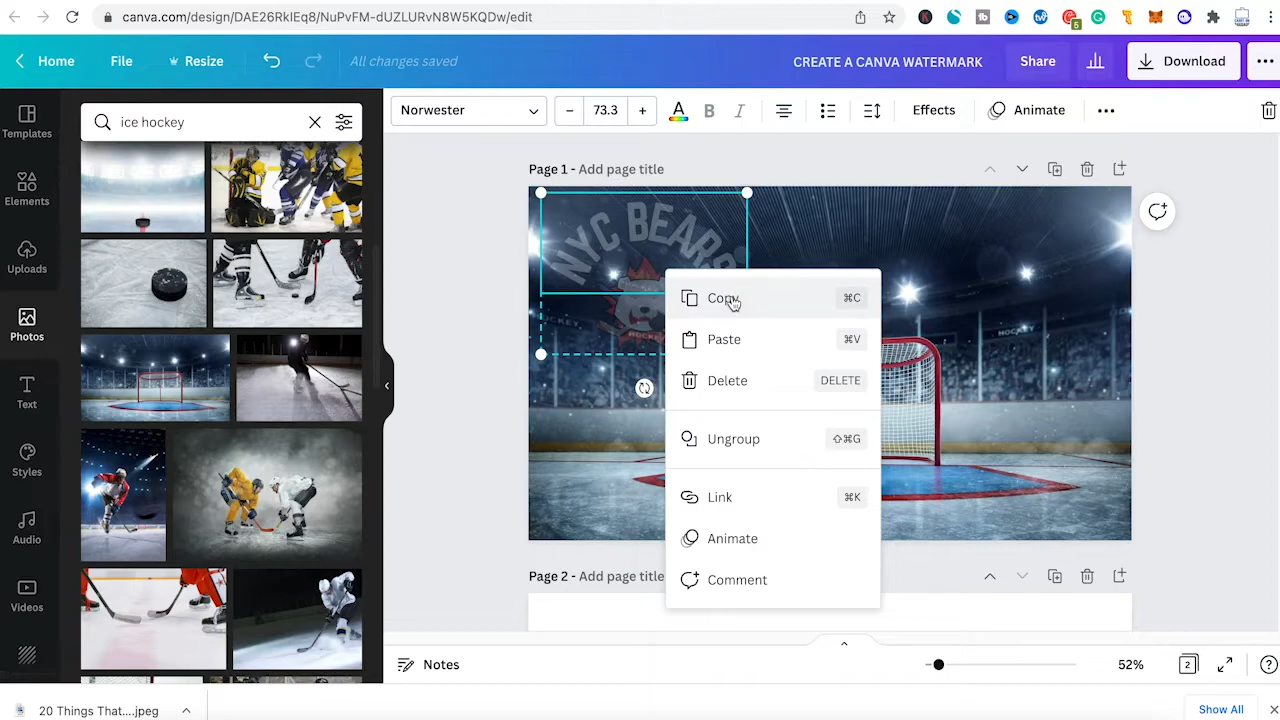 canva.com/design/DAE26RkIEq8/NuPvFM-dUZLURvN8W5KQDw/edit
5
Home
File
Resize
All changes saved
CREATE A CANVA WATERMARK
Share
Download
Templates
Elements
Uploads
Photos
Text
Styles
Audio
Videos
ice hockey
Norwester
– 73.3 +
A
B
I
Effects
Animate
Page 1 - Add page title
NYC BEARS
HOCKEY
HOCKEY
Copy ⌘C
Paste ⌘V
Delete DELETE
Ungroup ⇧⌘G
Link ⌘K
Animate
Comment
Page 2 - Add page title
Notes
52%
2
20 Things That....jpeg
Show All